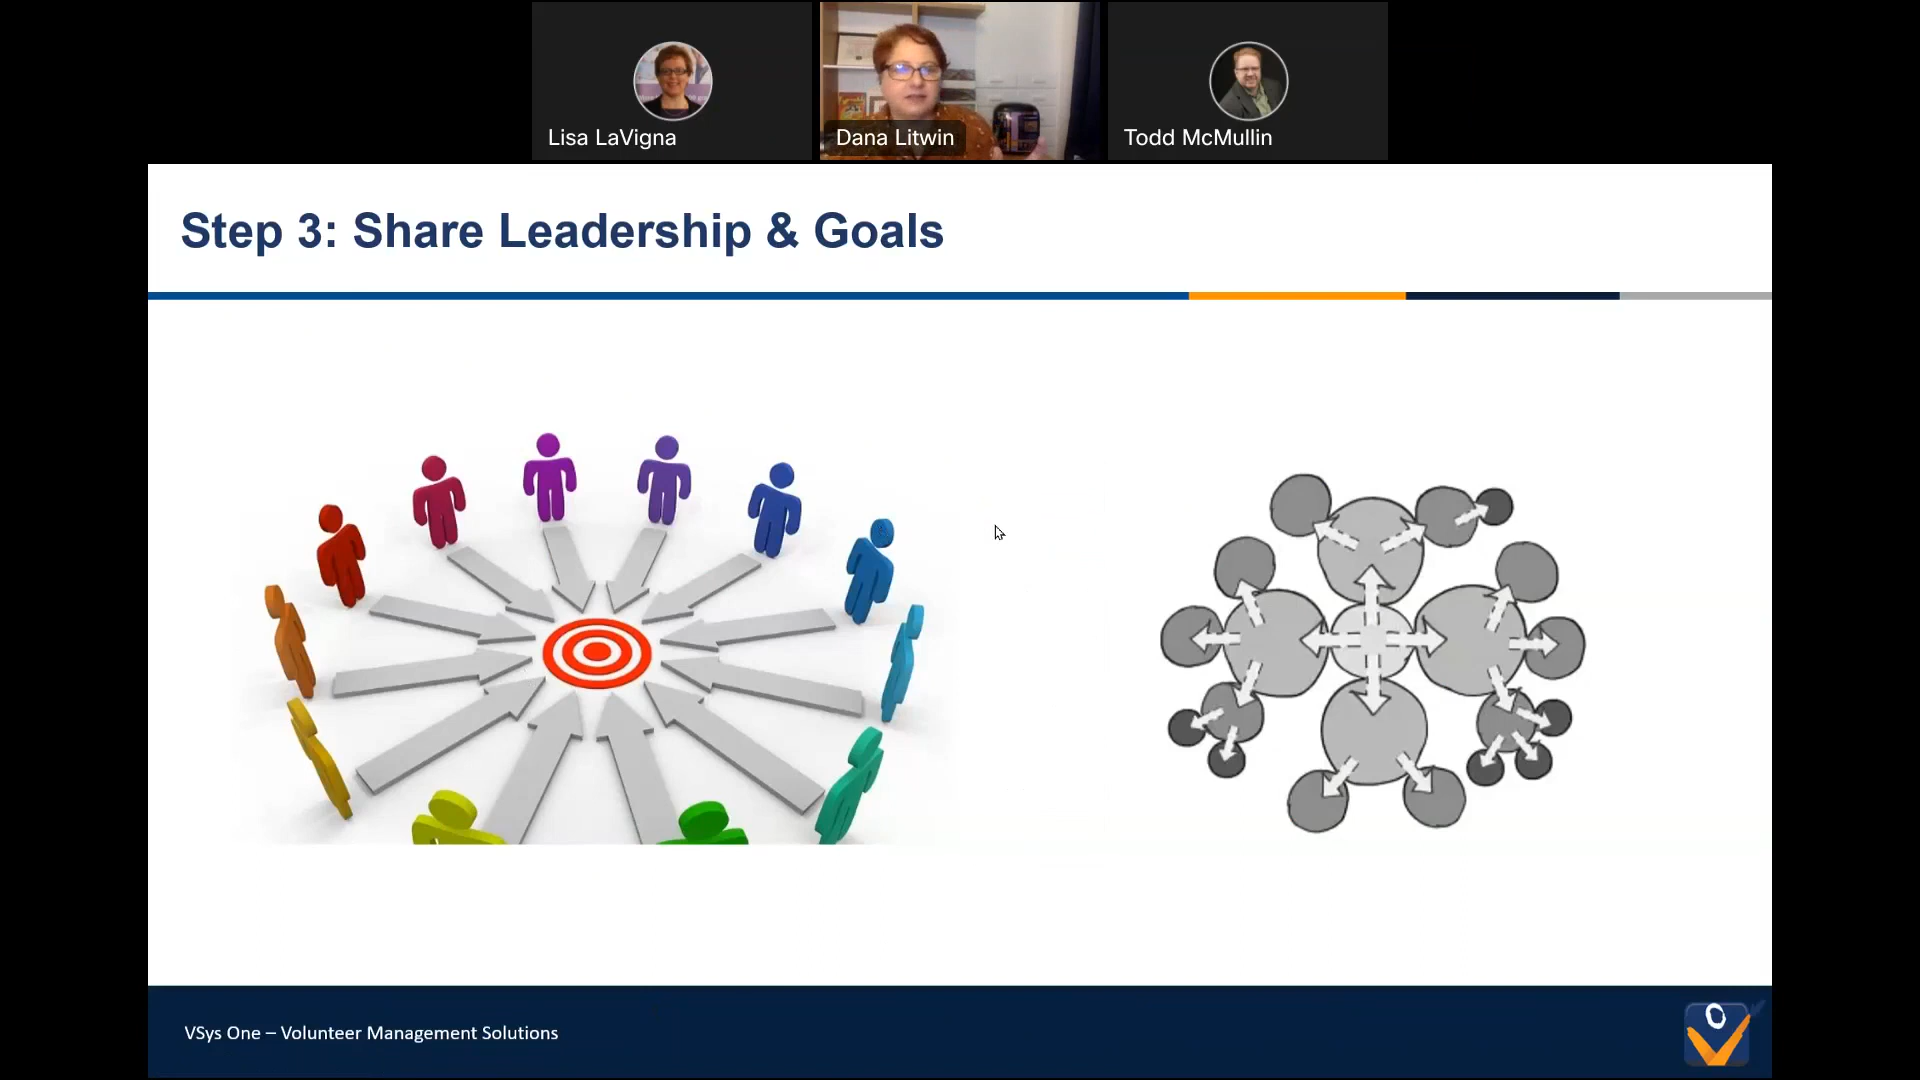 Lisa LaVigna
Dana Litwin
Todd McMullin
Step 3: Share Leadership & Goals
VSys One – Volunteer Management Solutions